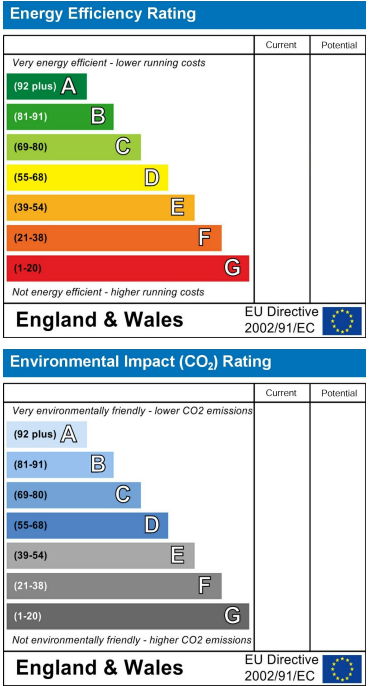 Energy Efficiency Rating
Current Potential
Very energy efficient - lower running costs
(92 plus) A
(81-91) B
(69-80) C
(55-68) D
(39-54) E
(21-38) F
(1-20) G
Not energy efficient - higher running costs
England & Wales
EU Directive
2002/91/EC
Environmental Impact (CO₂) Rating
Current Potential
Very environmentally friendly - lower CO2 emissions
(92 plus) A
(81-91) B
(69-80) C
(55-68) D
(39-54) E
(21-38) F
(1-20) G
Not environmentally friendly - higher CO2 emissions
England & Wales
EU Directive
2002/91/EC